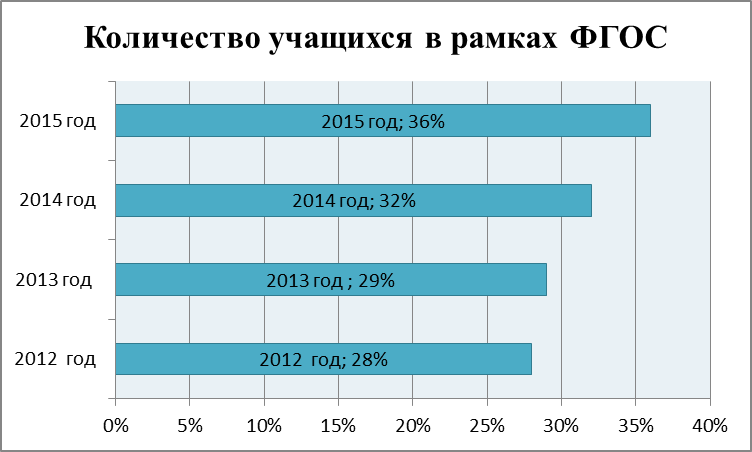 Количество учащихся в рамках ФГОС
2015 год
2015 год; 36%
2014 год
2014 год; 32%
2013 год
2013 год ; 29%
2012  год
2012  год; 28%
0% 5% 10% 15% 20% 25% 30% 35% 40%